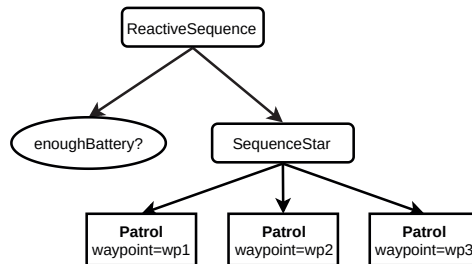 ReactiveSequence
enoughBattery?
SequenceStar
Patrol
waypoint=wp1
Patrol
waypoint=wp2
Patrol
waypoint=wp3